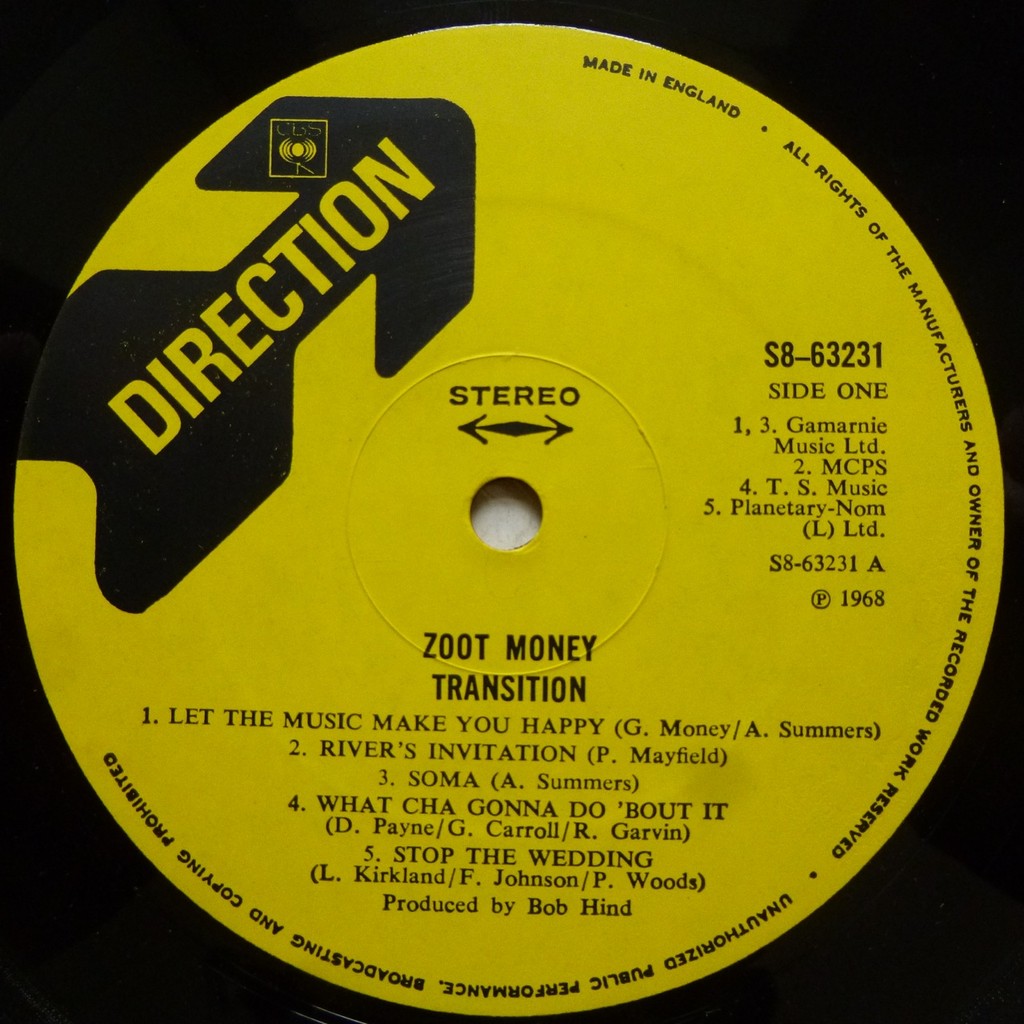 MADE IN ENGLAND • ALL RIGHTS OF THE MANUFACTURERS AND OWNER OF THE RECORDED WORK RESERVED • UNAUTHORIZED PUBLIC PERFORMANCE. BROADCASTING AND COPYING PROHIBITED
CBS
DIRECTION
STEREO
S8-63231
SIDE ONE
1, 3. Gamarnie
Music Ltd.
2. MCPS
4. T. S. Music
5. Planetary-Nom
(L) Ltd.
S8-63231 A
℗ 1968
ZOOT MONEY
TRANSITION
1. LET THE MUSIC MAKE YOU HAPPY (G. Money/A. Summers)
2. RIVER'S INVITATION (P. Mayfield)
3. SOMA (A. Summers)
4. WHAT CHA GONNA DO 'BOUT IT
(D. Payne/G. Carroll/R. Garvin)
5. STOP THE WEDDING
(L. Kirkland/F. Johnson/P. Woods)
Produced by Bob Hind